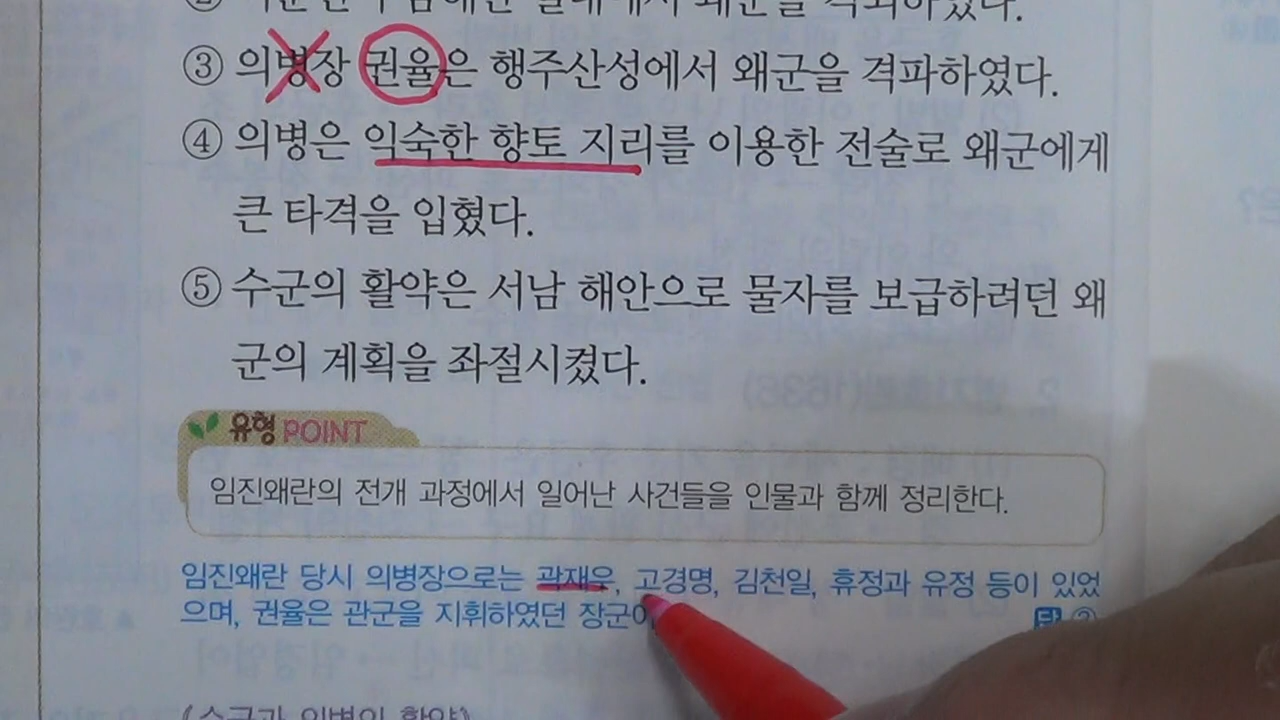 ③ 의병장 권율은 행주산성에서 왜군을 격파하였다.
④ 의병은 익숙한 향토 지리를 이용한 전술로 왜군에게
큰 타격을 입혔다.
⑤ 수군의 활약은 서남 해안으로 물자를 보급하려던 왜
군의 계획을 좌절시켰다.
유형 POINT
임진왜란의 전개 과정에서 일어난 사건들을 인물과 함께 정리한다.
임진왜란 당시 의병장으로는 곽재우, 고경명, 김천일, 휴정과 유정 등이 있었
으며, 권율은 관군을 지휘하였던